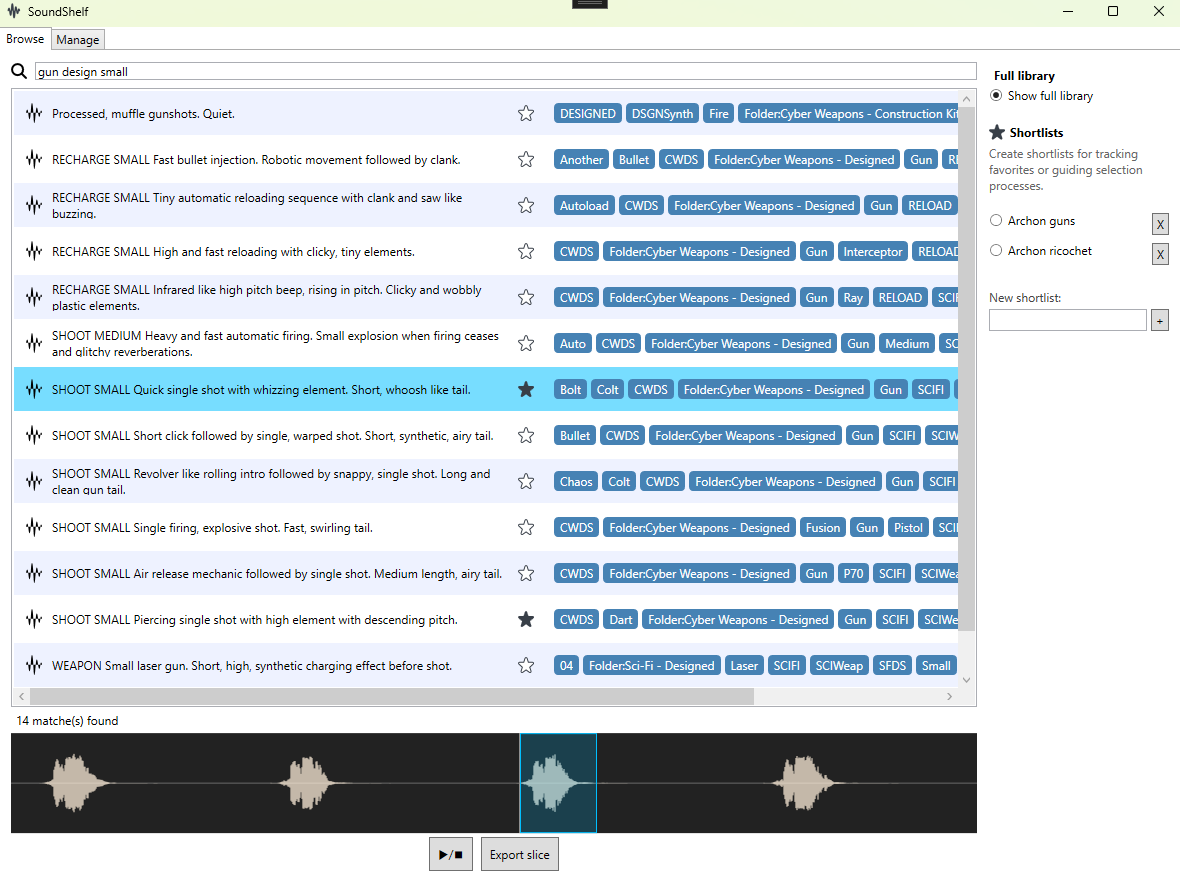 SoundShelf
Browse
Manage
gun design small
Processed, muffle gunshots. Quiet.
DESIGNED DSGNSynth Fire Folder:Cyber Weapons - Construction Kit
RECHARGE SMALL Fast bullet injection. Robotic movement followed by clank.
Another Bullet CWDS Folder:Cyber Weapons - Designed Gun
RECHARGE SMALL Tiny automatic reloading sequence with clank and saw like
buzzing.
Autoload CWDS Folder:Cyber Weapons - Designed Gun RELOAD
RECHARGE SMALL High and fast reloading with clicky, tiny elements.
CWDS Folder:Cyber Weapons - Designed Gun Interceptor RELOAD
RECHARGE SMALL Infrared like high pitch beep, rising in pitch. Clicky and wobbly
plastic elements.
CWDS Folder:Cyber Weapons - Designed Gun Ray RELOAD SCIF
SHOOT MEDIUM Heavy and fast automatic firing. Small explosion when firing ceases
and glitchy reverberations.
Auto CWDS Folder:Cyber Weapons - Designed Gun Medium SC
SHOOT SMALL Quick single shot with whizzing element. Short, whoosh like tail.
Bolt Colt CWDS Folder:Cyber Weapons - Designed Gun SCIFI
SHOOT SMALL Short click followed by single, warped shot. Short, synthetic, airy tail.
Bullet CWDS Folder:Cyber Weapons - Designed Gun SCIFI SCIW
SHOOT SMALL Revolver like rolling intro followed by snappy, single shot. Long and
clean gun tail.
Chaos Colt CWDS Folder:Cyber Weapons - Designed Gun SCIFI
SHOOT SMALL Single firing, explosive shot. Fast, swirling tail.
CWDS Folder:Cyber Weapons - Designed Fusion Gun Pistol SCI
SHOOT SMALL Air release mechanic followed by single shot. Medium length, airy tail.
CWDS Folder:Cyber Weapons - Designed Gun P70 SCIFI SCIWea
SHOOT SMALL Piercing single shot with high element with descending pitch.
CWDS Dart Folder:Cyber Weapons - Designed Gun SCIFI SCIWe
WEAPON Small laser gun. Short, high, synthetic charging effect before shot.
04 Folder:Sci-Fi - Designed Laser SCIFI SCIWeap SFDS Small
14 matche(s) found
Export slice
Full library
Show full library
Shortlists
Create shortlists for tracking
favorites or guiding selection
processes.
Archon guns
X
Archon ricochet
X
New shortlist:
+